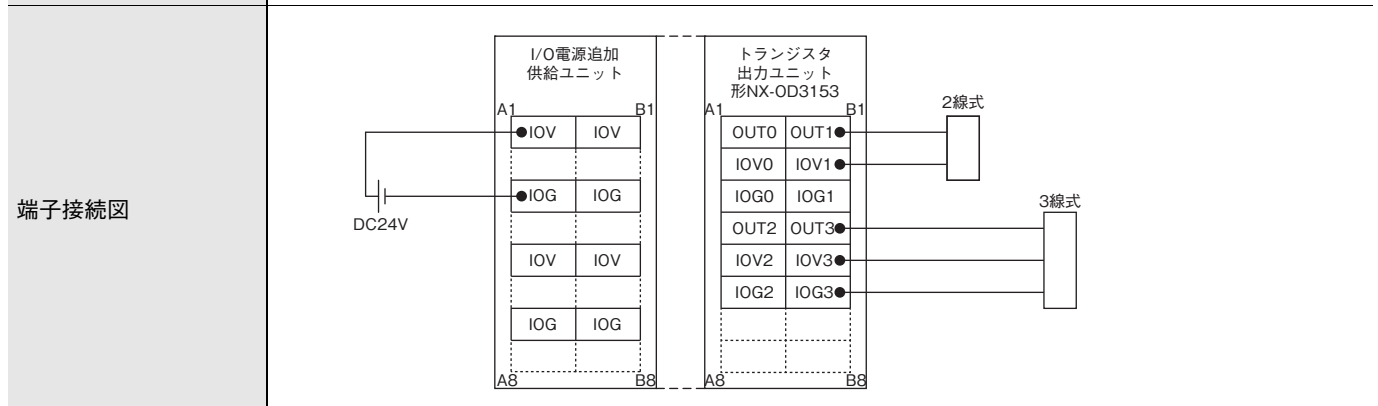 端子接続図
I/O電源追加
供給ユニット
A1 B1
IOV IOV
IOG IOG
IOV IOV
IOG IOG
A8 B8
DC24V
トランジスタ
出力ユニット
形NX-OD3153
A1 B1
OUT0 OUT1
IOV0 IOV1
IOG0 IOG1
OUT2 OUT3
IOV2 IOV3
IOG2 IOG3
A8 B8
2線式
3線式